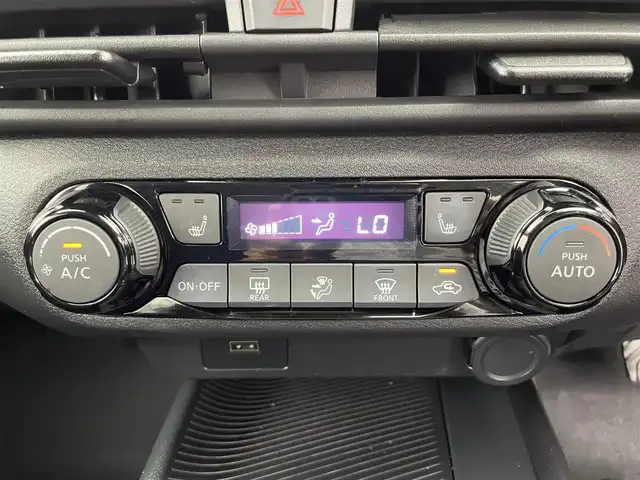 LO
PUSH
A/C
PUSH
AUTO
ON·OFF
REAR
FRONT